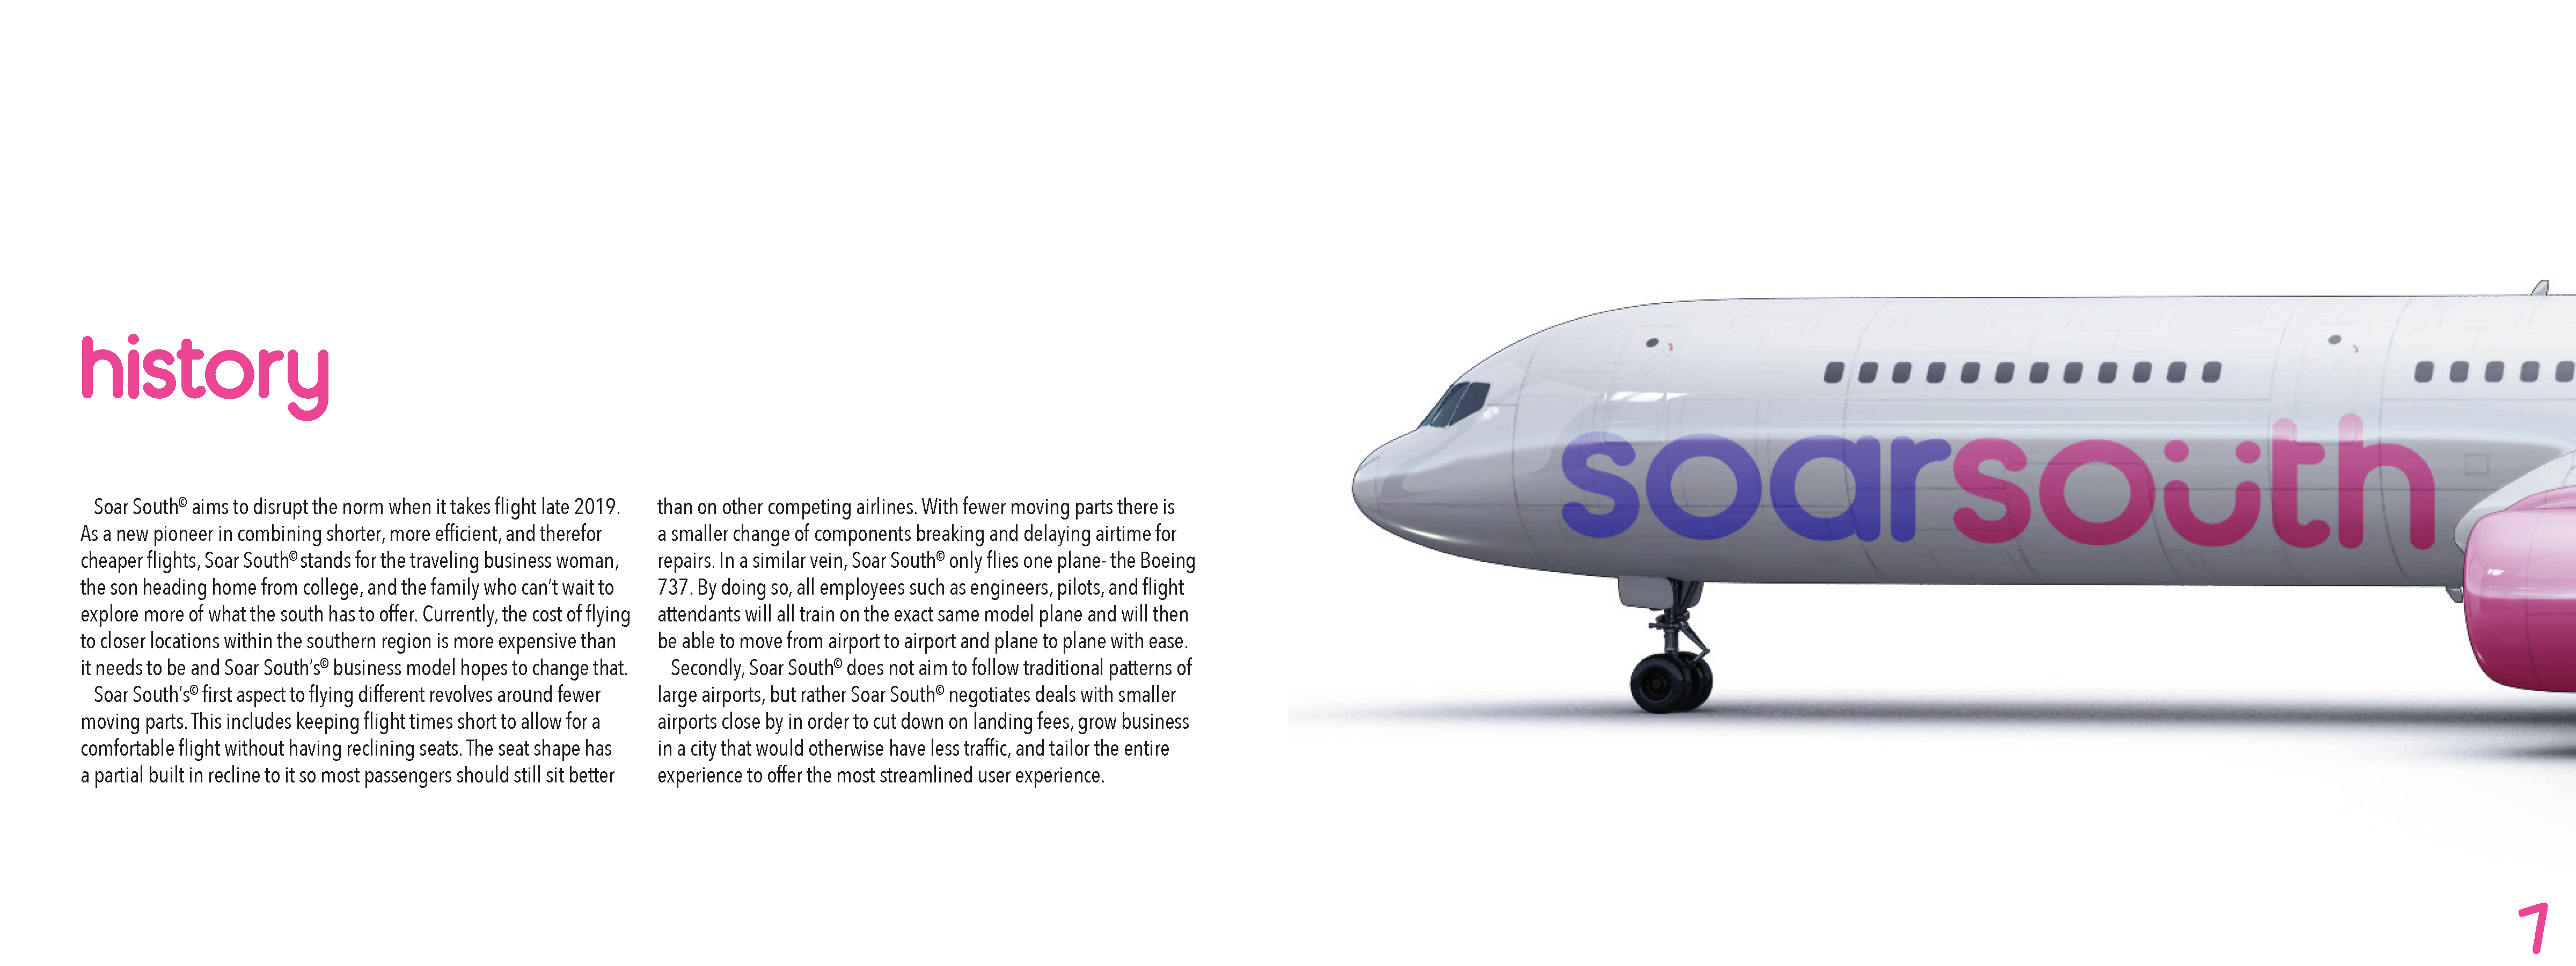 history
Soar South© aims to disrupt the norm when it takes flight late 2019.
As a new pioneer in combining shorter, more efficient, and therefor
cheaper flights, Soar South© stands for the traveling business woman,
the son heading home from college, and the family who can't wait to
explore more of what the south has to offer. Currently, the cost of flying
to closer locations within the southern region is more expensive than
it needs to be and Soar South's© business model hopes to change that.
Soar South's© first aspect to flying different revolves around fewer
moving parts. This includes keeping flight times short to allow for a
comfortable flight without having reclining seats. The seat shape has
a partial built in recline to it so most passengers should still sit better
than on other competing airlines. With fewer moving parts there is
a smaller change of components breaking and delaying airtime for
repairs. In a similar vein, Soar South© only flies one plane- the Boeing
737. By doing so, all employees such as engineers, pilots, and flight
attendants will all train on the exact same model plane and will then
be able to move from airport to airport and plane to plane with ease.
Secondly, Soar South© does not aim to follow traditional patterns of
large airports, but rather Soar South© negotiates deals with smaller
airports close by in order to cut down on landing fees, grow business
in a city that would otherwise have less traffic, and tailor the entire
experience to offer the most streamlined user experience.
soarsoüth
1